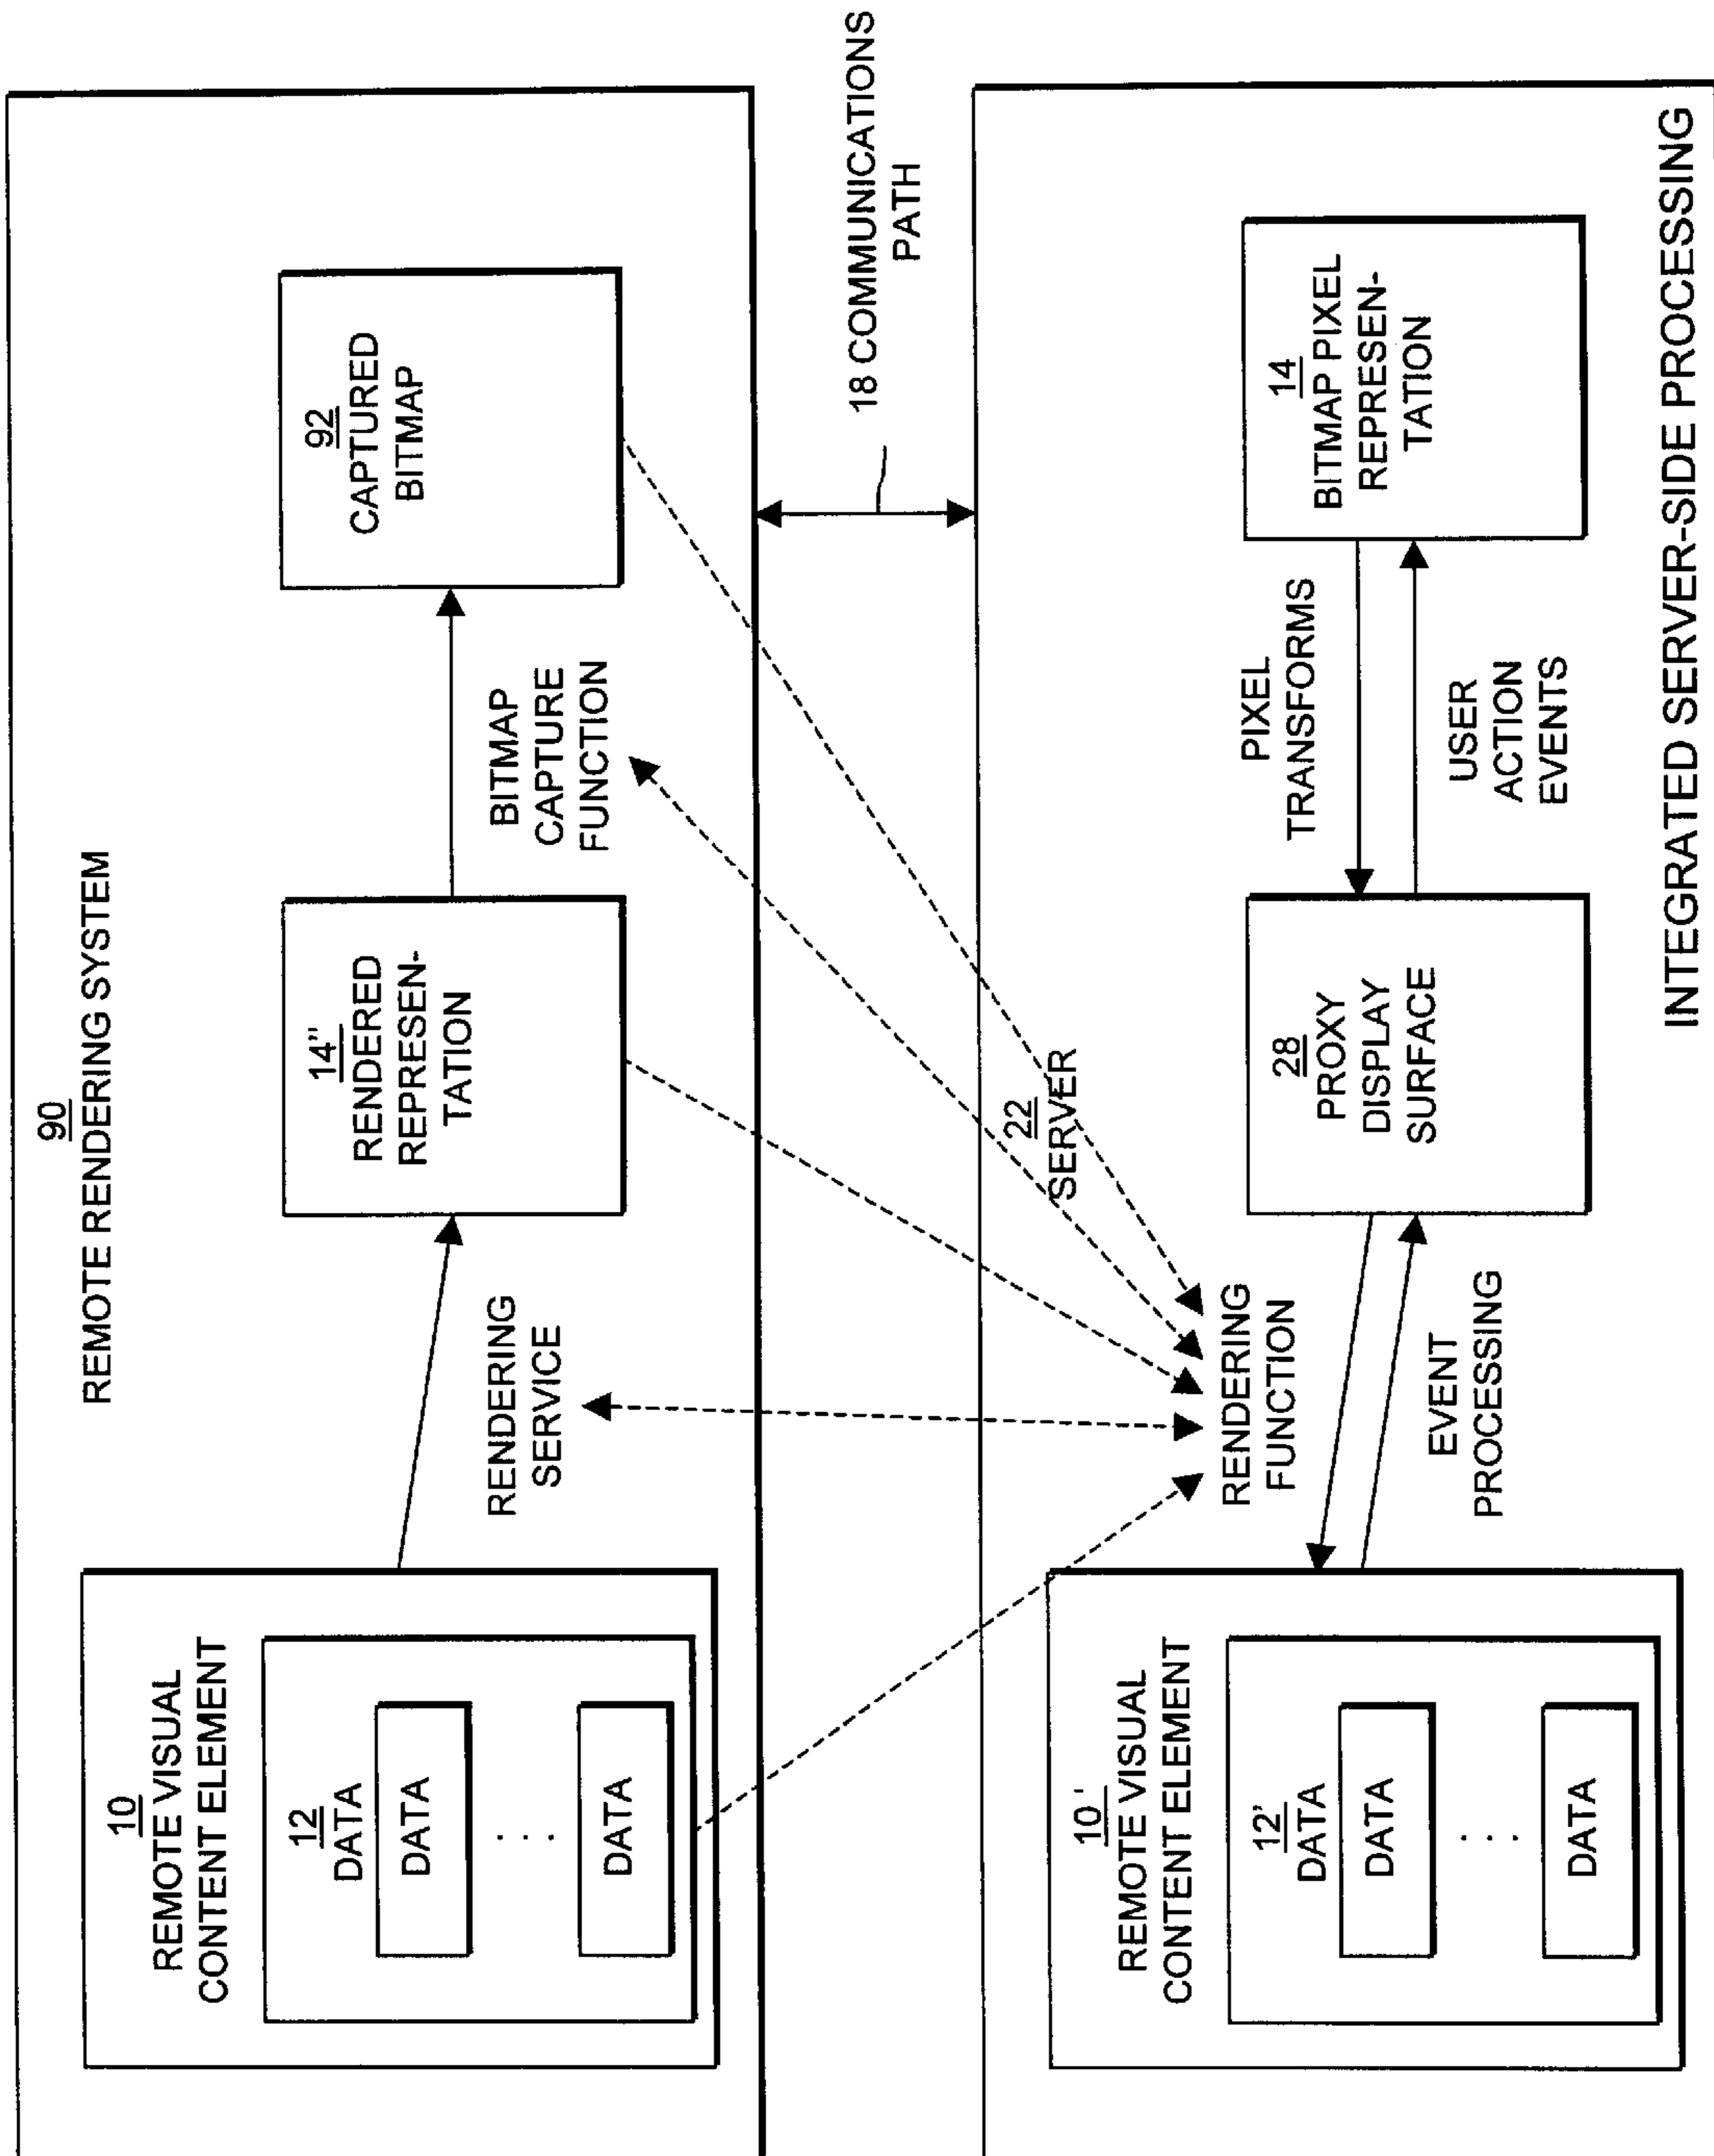 90
REMOTE RENDERING SYSTEM
10
REMOTE VISUAL
CONTENT ELEMENT
12
DATA
DATA
. . .
DATA
RENDERING
SERVICE
14"
RENDERED
REPRESEN-
TATION
BITMAP
CAPTURE
FUNCTION
92
CAPTURED
BITMAP
18 COMMUNICATIONS
PATH
22
SERVER
10'
REMOTE VISUAL
CONTENT ELEMENT
12'
DATA
DATA
. . .
DATA
RENDERING
FUNCTION
EVENT
PROCESSING
28
PROXY
DISPLAY
SURFACE
PIXEL
TRANSFORMS
USER
ACTION
EVENTS
14
BITMAP PIXEL
REPRESEN-
TATION
INTEGRATED SERVER-SIDE PROCESSING